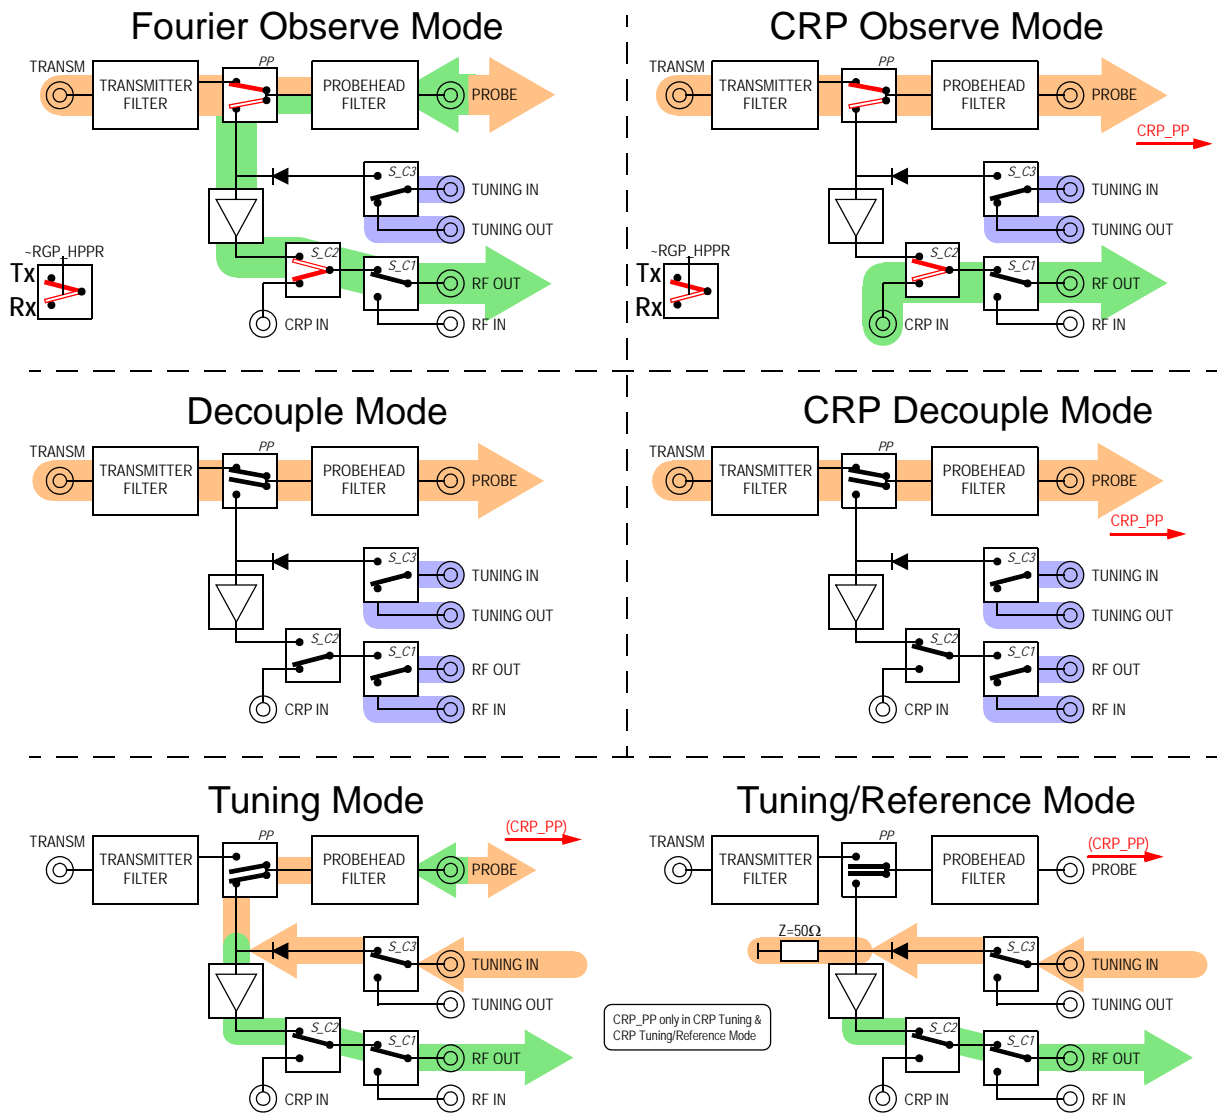 Fourier Observe Mode
TRANSM
TRANSMITTER
FILTER
PP
PROBEHEAD
FILTER
PROBE
S_C3
TUNING IN
TUNING OUT
~RGP_HPPR
Tx
Rx
S_C2
S_C1
RF OUT
CRP IN
RF IN
CRP Observe Mode
TRANSM
TRANSMITTER
FILTER
PP
PROBEHEAD
FILTER
PROBE
CRP_PP
S_C3
TUNING IN
TUNING OUT
~RGP_HPPR
Tx
Rx
S_C2
S_C1
RF OUT
CRP IN
RF IN
Decouple Mode
TRANSM
TRANSMITTER
FILTER
PP
PROBEHEAD
FILTER
PROBE
S_C3
TUNING IN
TUNING OUT
S_C2
S_C1
RF OUT
CRP IN
RF IN
CRP Decouple Mode
TRANSM
TRANSMITTER
FILTER
PP
PROBEHEAD
FILTER
PROBE
CRP_PP
S_C3
TUNING IN
TUNING OUT
S_C2
S_C1
RF OUT
CRP IN
RF IN
Tuning Mode
TRANSM
TRANSMITTER
FILTER
PP
PROBEHEAD
FILTER
(CRP_PP)
PROBE
S_C3
TUNING IN
TUNING OUT
S_C2
S_C1
RF OUT
CRP IN
RF IN
Tuning/Reference Mode
TRANSM
TRANSMITTER
FILTER
PP
PROBEHEAD
FILTER
(CRP_PP)
PROBE
Z=50Ω
S_C3
TUNING IN
TUNING OUT
CRP_PP only in CRP Tuning &
CRP Tuning/Reference Mode
S_C2
S_C1
RF OUT
CRP IN
RF IN